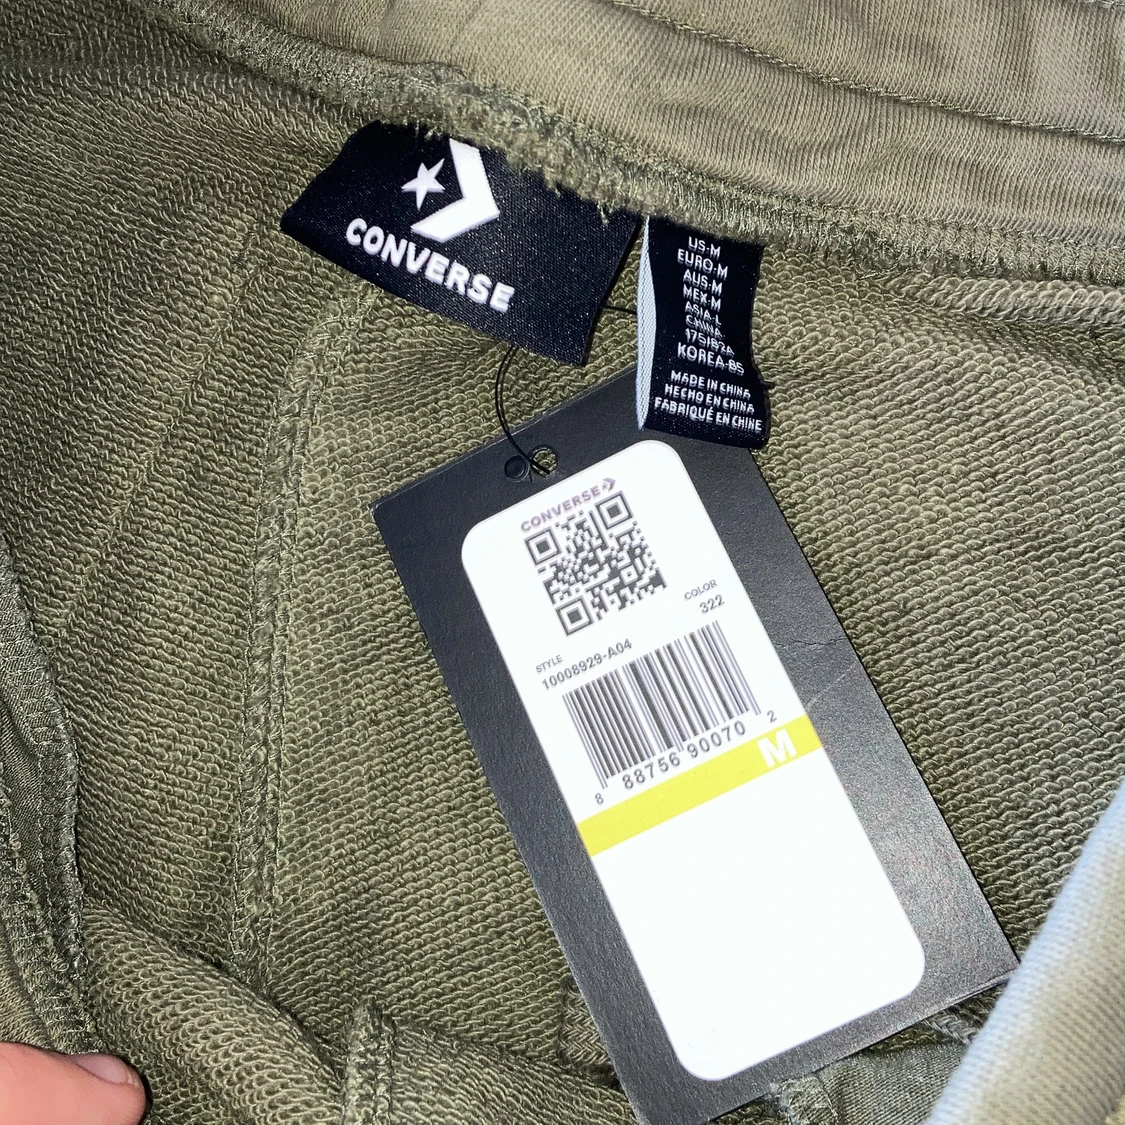 CONVERSE
US-M
EURO-M
AUS-M
MEX-M
ASIA-L
CHINA-
175/82A
KOREA-85
MADE IN CHINA
HECHO EN CHINA
FABRIQUÉ EN CHINE
CONVERSE
COLOR
322
STYLE
10008929-A04
8 88756 90070 2
M